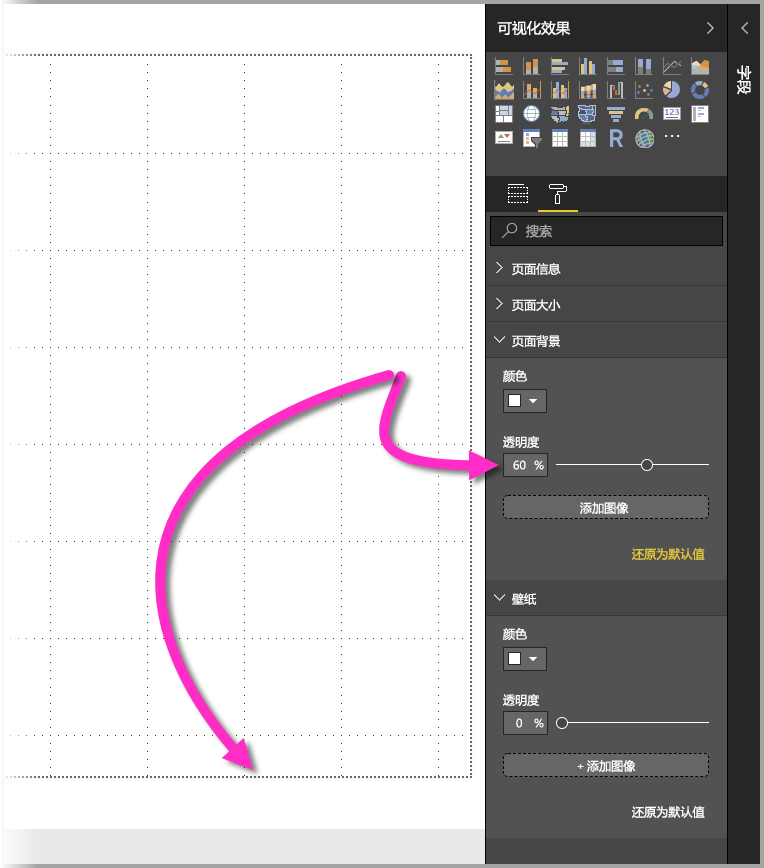 可视化效果
字段
123
R
搜索
页面信息
页面大小
页面背景
颜色
透明度
60 %
添加图像
还原为默认值
壁纸
颜色
透明度
0 %
+ 添加图像
还原为默认值